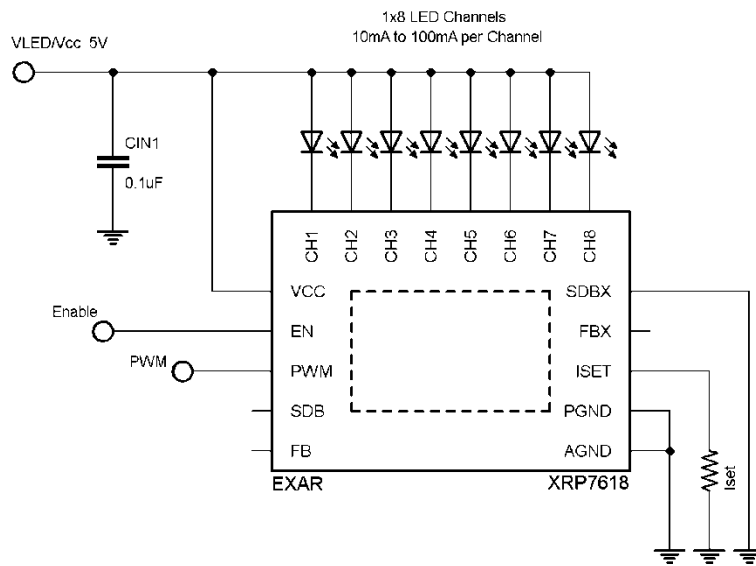 1x8 LED Channels
10mA to 100mA per Channel
VLED/Vcc 5V
CIN1
0.1uF
CH1
CH2
CH3
CH4
CH5
CH6
CH7
CH8
VCC
SDBX
Enable
EN
FBX
PWM
PWM
ISET
SDB
PGND
FB
AGND
Iset
EXAR
XRP7618